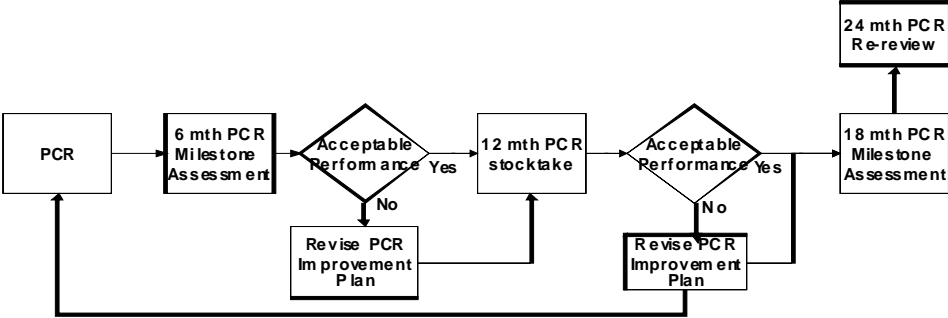 24 mth PCR
Re-review
PCR
6 mth PCR
Milestone
Assessment
Acceptable
Performance
Yes
No
12 mth PCR
stocktake
Acceptable
Performance
Yes
No
18 mth PCR
Milestone
Assessment
Revise PCR
Improvement
Plan
Revise PCR
Improvement
Plan